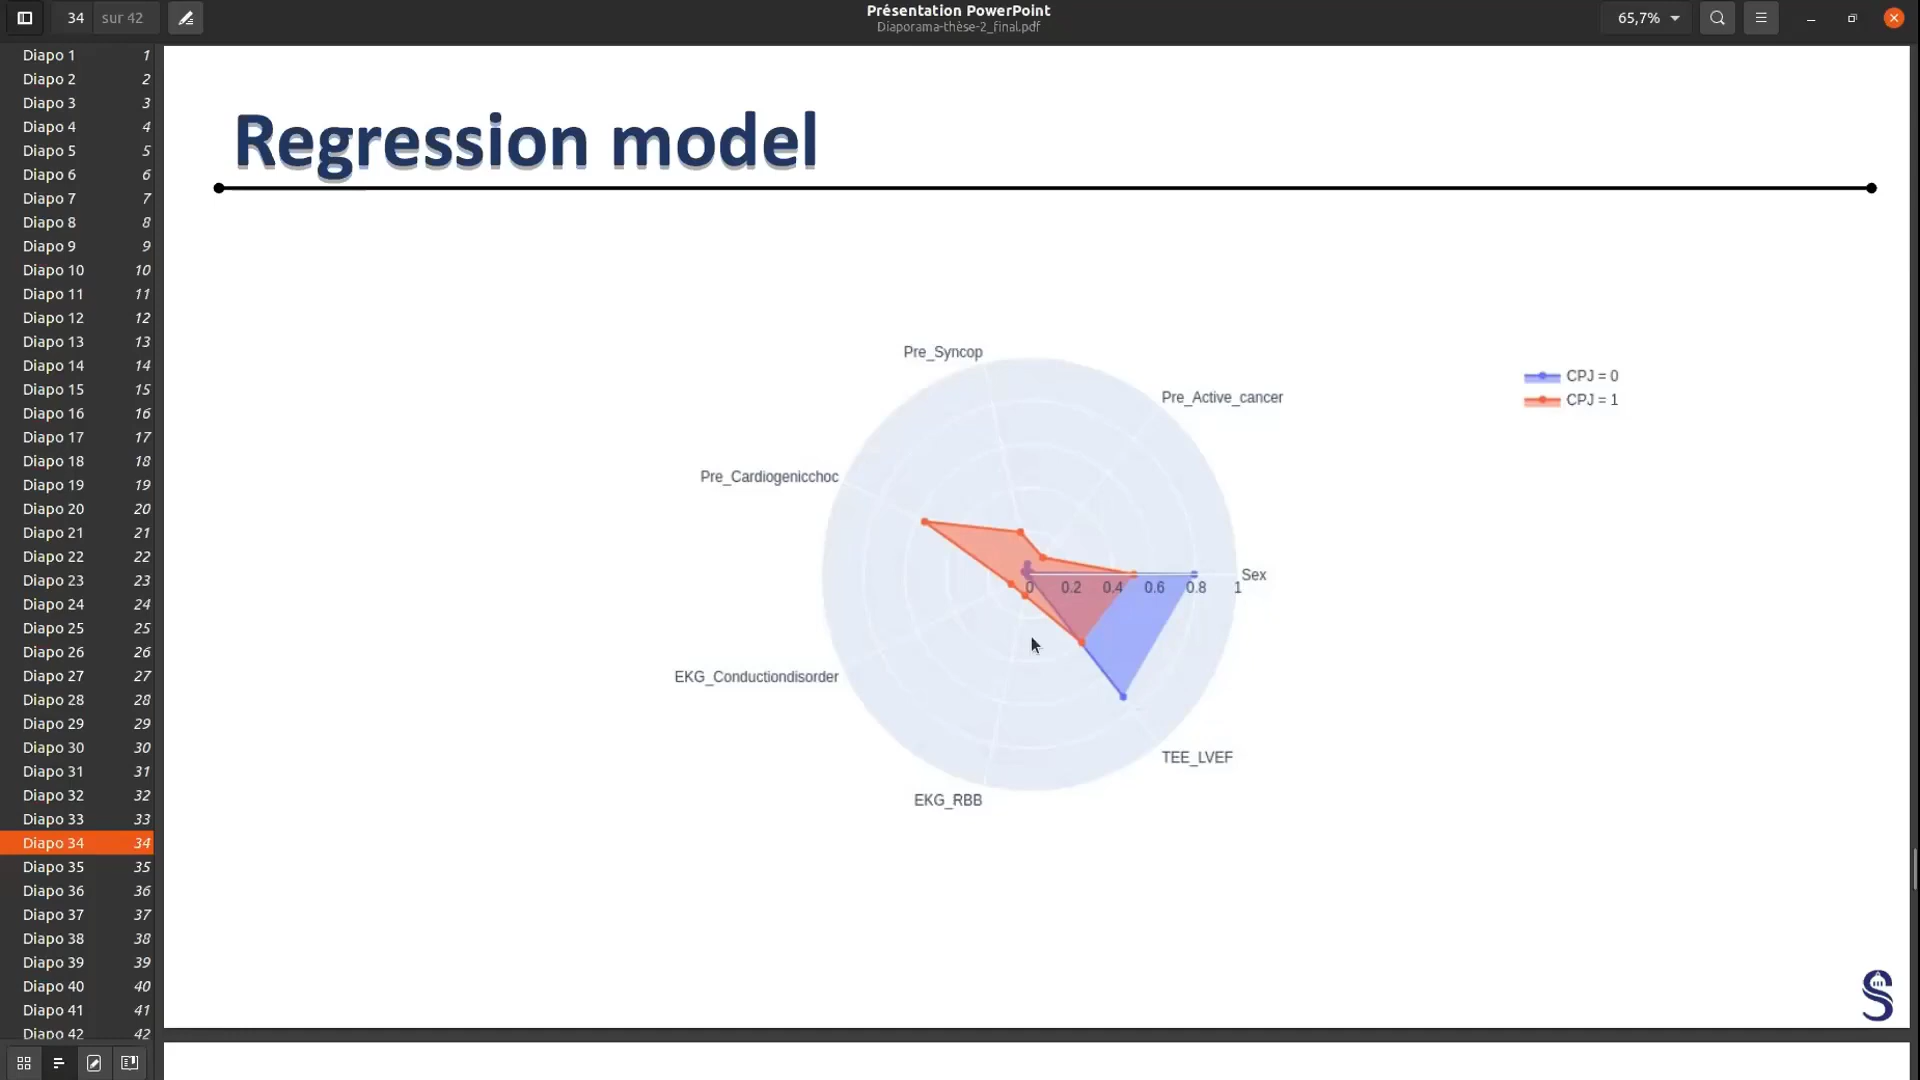 34 sur 42
Présentation PowerPoint
Diaporama-thèse-2_final.pdf
65,7%
Diapo 1 1
Diapo 2 2
Diapo 3 3
Diapo 4 4
Diapo 5 5
Diapo 6 6
Diapo 7 7
Diapo 8 8
Diapo 9 9
Diapo 10 10
Diapo 11 11
Diapo 12 12
Diapo 13 13
Diapo 14 14
Diapo 15 15
Diapo 16 16
Diapo 17 17
Diapo 18 18
Diapo 19 19
Diapo 20 20
Diapo 21 21
Diapo 22 22
Diapo 23 23
Diapo 24 24
Diapo 25 25
Diapo 26 26
Diapo 27 27
Diapo 28 28
Diapo 29 29
Diapo 30 30
Diapo 31 31
Diapo 32 32
Diapo 33 33
Diapo 34 34
Diapo 35 35
Diapo 36 36
Diapo 37 37
Diapo 38 38
Diapo 39 39
Diapo 40 40
Diapo 41 41
Diapo 42 42
Regression model
Pre_Syncop
Pre_Active_cancer
Pre_Cardiogenicchoc
Sex
0 0.2 0.4 0.6 0.8 1
EKG_Conductiondisorder
TEE_LVEF
EKG_RBB
CPJ = 0
CPJ = 1